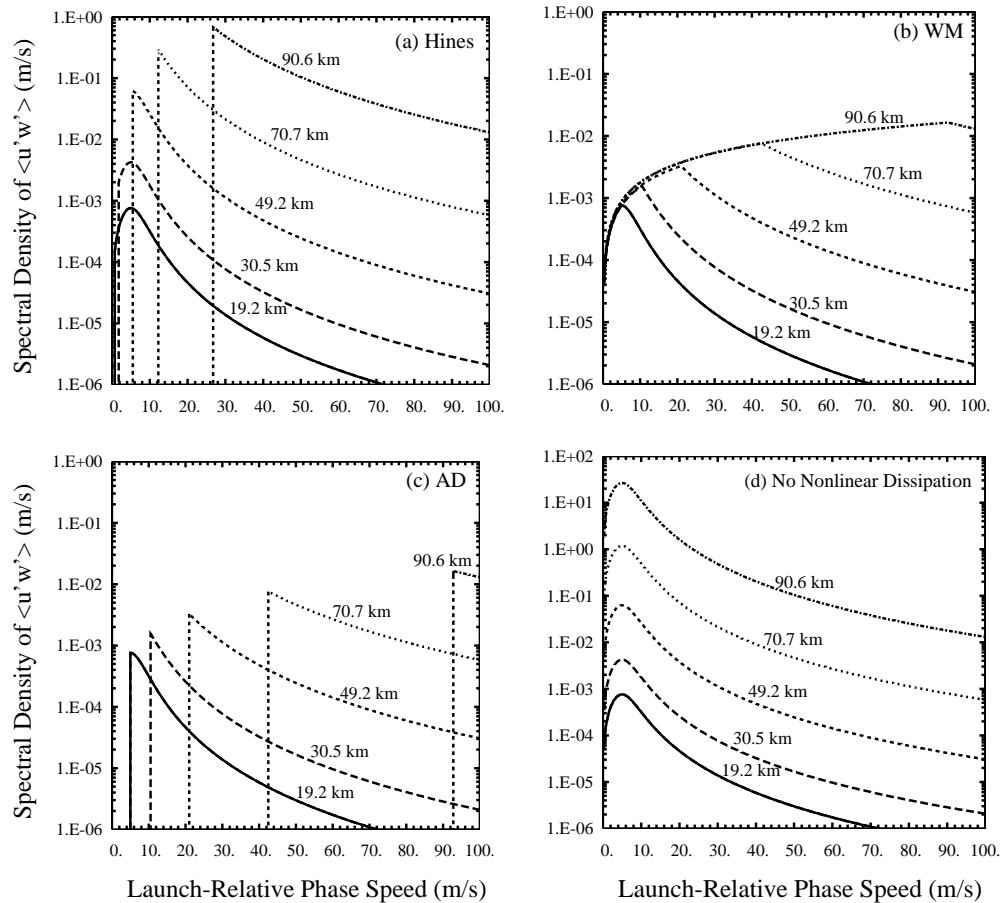 (a) Hines
Spectral Density of <u'w'> (m/s)
1.E+00
1.E-01
1.E-02
1.E-03
1.E-04
1.E-05
1.E-06
90.6 km
70.7 km
49.2 km
30.5 km
19.2 km
0. 10. 20. 30. 40. 50. 60. 70. 80. 90. 100.
(b) WM
1.E+00
1.E-01
1.E-02
1.E-03
1.E-04
1.E-05
1.E-06
90.6 km
70.7 km
49.2 km
30.5 km
19.2 km
0. 10. 20. 30. 40. 50. 60. 70. 80. 90. 100.
(c) AD
Spectral Density of <u'w'> (m/s)
1.E+00
1.E-01
1.E-02
1.E-03
1.E-04
1.E-05
1.E-06
90.6 km
70.7 km
49.2 km
30.5 km
19.2 km
0. 10. 20. 30. 40. 50. 60. 70. 80. 90. 100.
Launch-Relative Phase Speed (m/s)
(d) No Nonlinear Dissipation
1.E+02
1.E+01
1.E+00
1.E-01
1.E-02
1.E-03
1.E-04
1.E-05
1.E-06
90.6 km
70.7 km
49.2 km
30.5 km
19.2 km
0. 10. 20. 30. 40. 50. 60. 70. 80. 90. 100.
Launch-Relative Phase Speed (m/s)